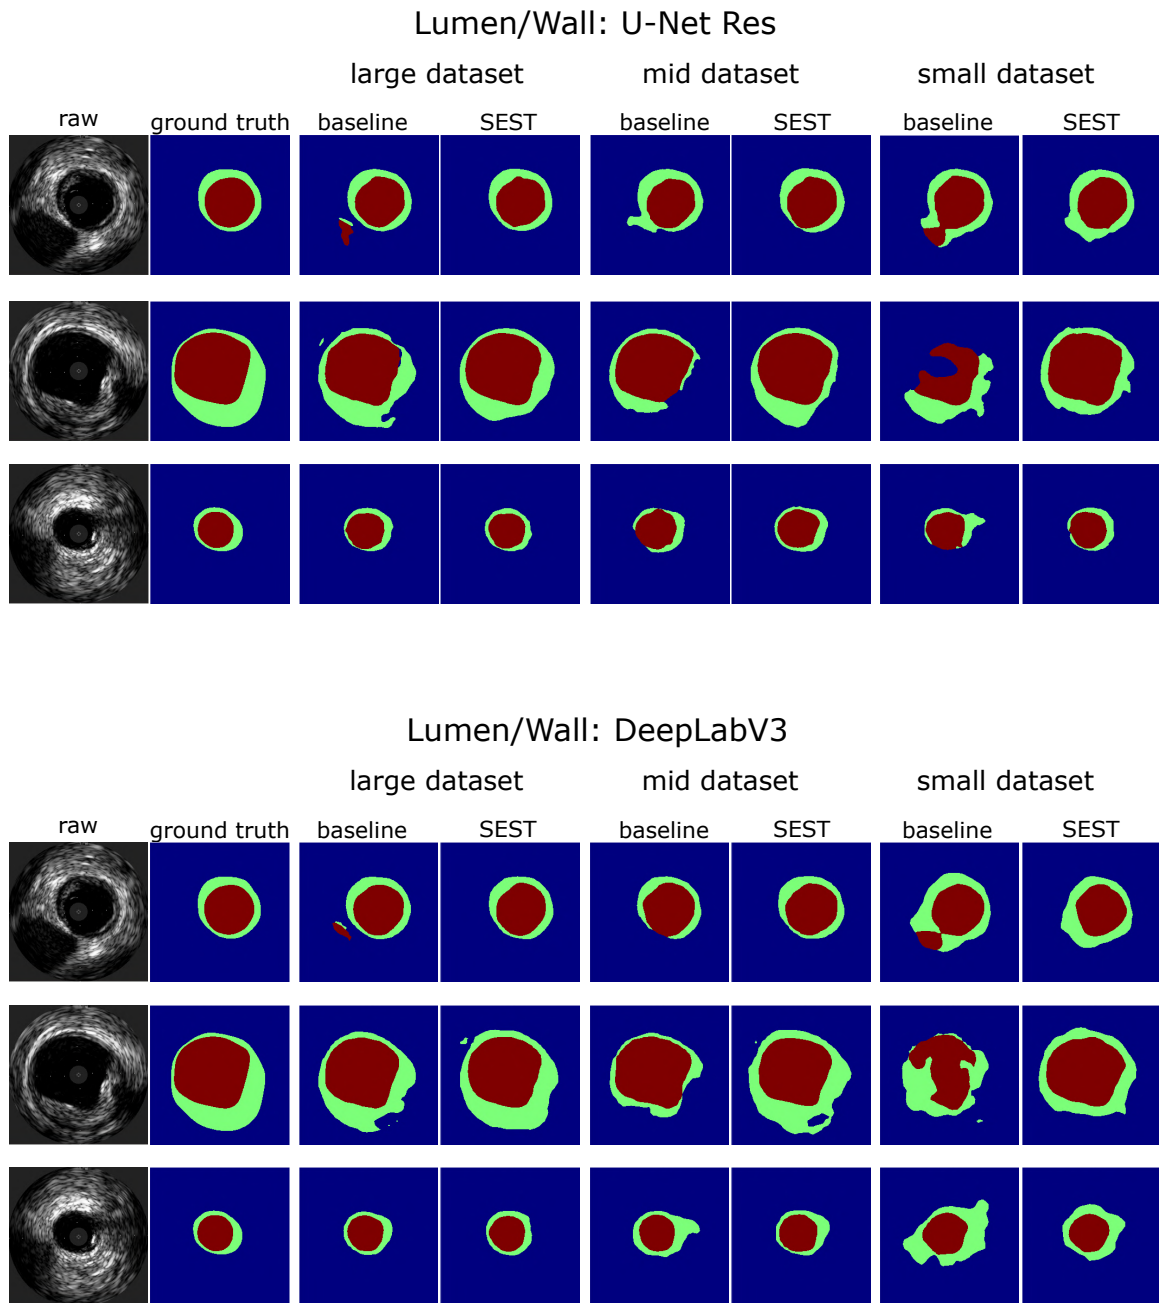 Lumen/Wall: U-Net Res
large dataset mid dataset small dataset
raw ground truth baseline SEST baseline SEST baseline SEST
Lumen/Wall: DeepLabV3
large dataset mid dataset small dataset
raw ground truth baseline SEST baseline SEST baseline SEST